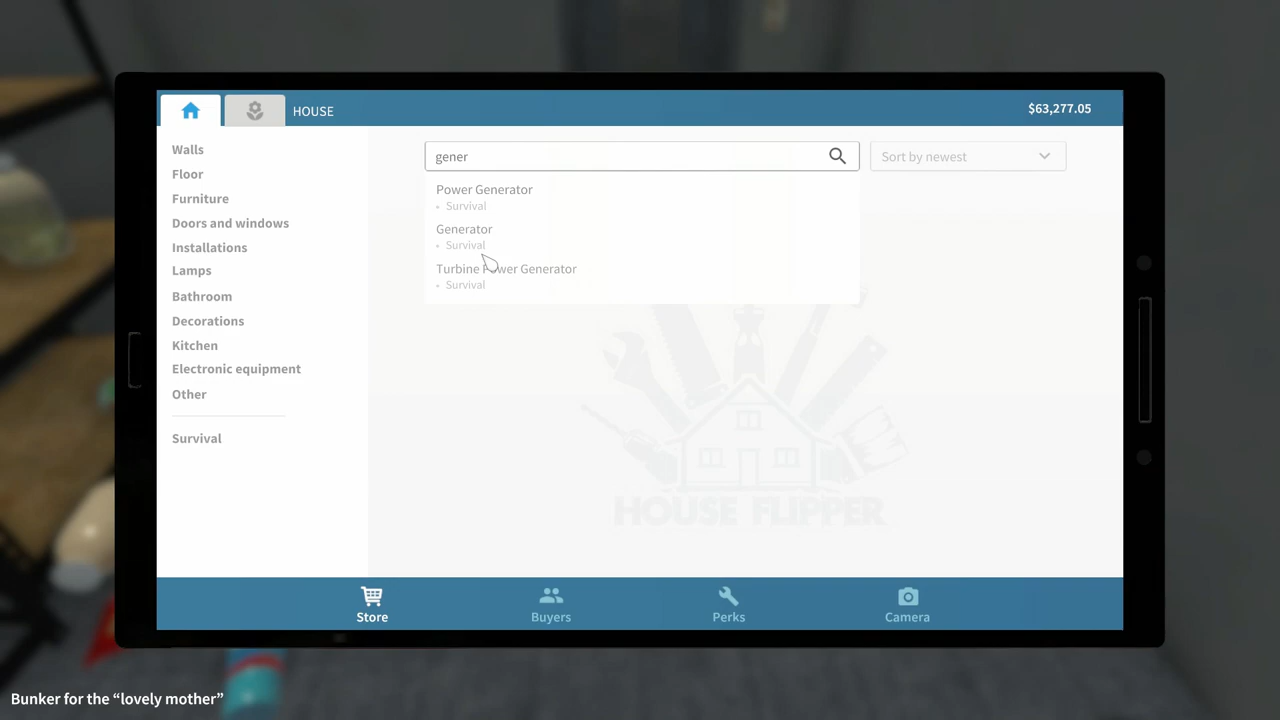 HOUSE
$63,277.05
Walls
Floor
Furniture
Doors and windows
Installations
Lamps
Bathroom
Decorations
Kitchen
Electronic equipment
Other
Survival
gener
Sort by newest
Power Generator
• Survival
Generator
• Survival
Turbine Power Generator
• Survival
HOUSE FLIPPER
Store
Buyers
Perks
Camera
Bunker for the “lovely mother”